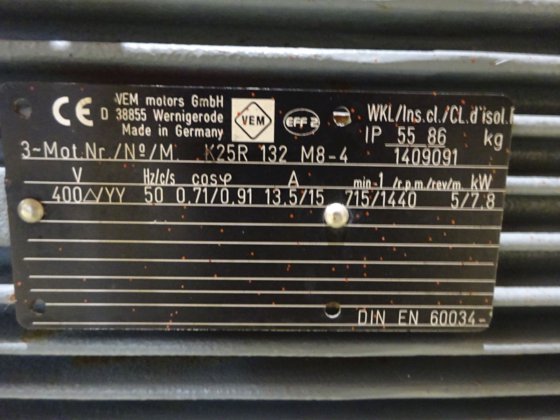 CE VEM motors GmbH VEM EFF2 WKL/Ins.cl./CL.d'isol.
D 38855 Wernigerode
Made in Germany IP 55 86 kg
3~Mot.Nr./Nº/M K25R 132 M8-4 1409091
V Hz/c/s cosφ A min-1 /r.p.m/rev/m. kW
400△/YY 50 0,71/0,91 13,5/15 715/1440 5/7,8
DIN EN 60034-